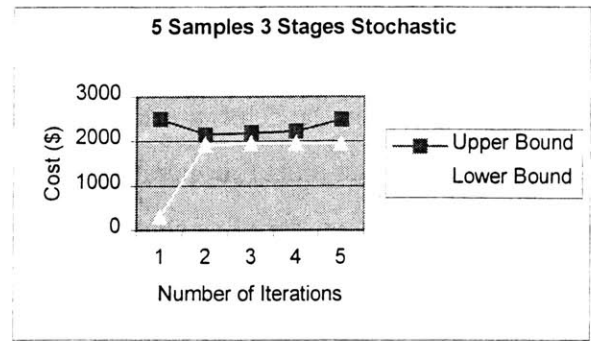 5 Samples 3 Stages Stochastic
3000
2000
1000
0
Cost ($)
1 2 3 4 5
Number of Iterations
Upper Bound
Lower Bound